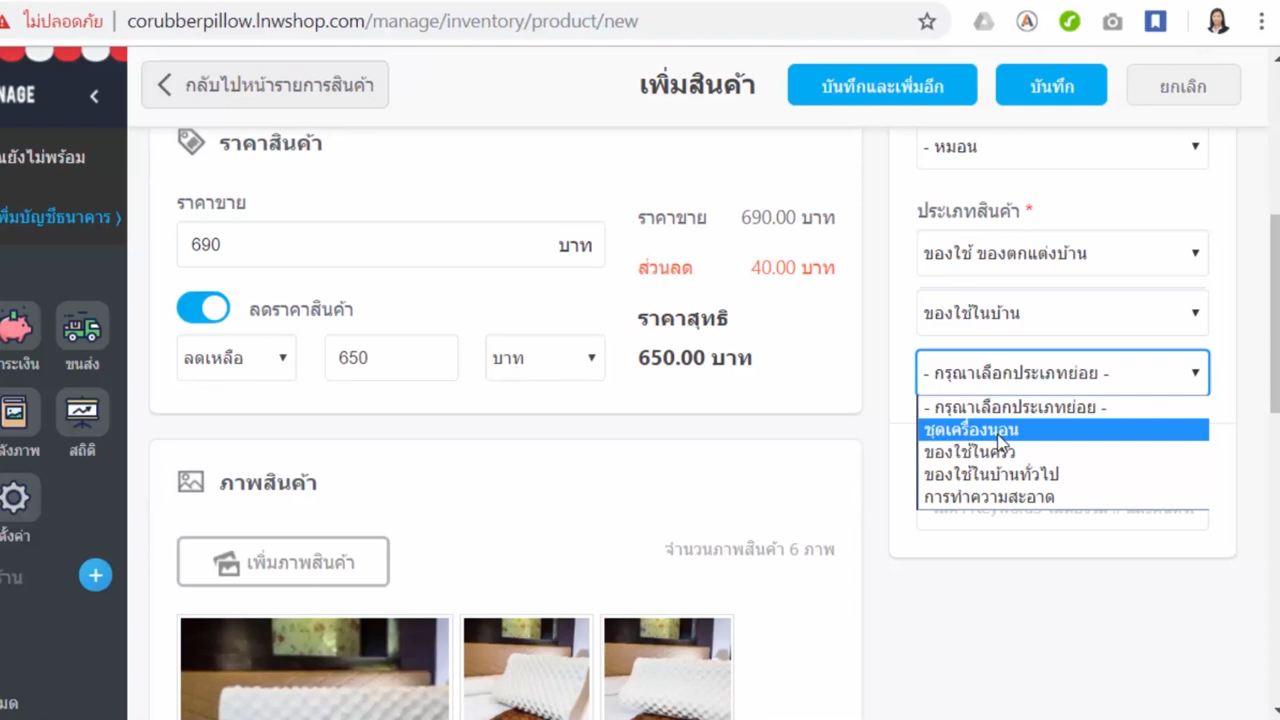 ไม่ปลอดภัย
corubberpillow.lnwshop.com/manage/inventory/product/new
NAGE
กลับไปหน้ารายการสินค้า
เพิ่มสินค้า
บันทึกและเพิ่มอีก
บันทึก
ยกเลิก
ยังไม่พร้อม
พิ่มบัญชีธนาคาร
กระเงิน
ขนส่ง
ลังภาพ
สถิติ
ตั้งค่า
ร้าน
ราคาสินค้า
ราคาขาย
690
บาท
ลดราคาสินค้า
ลดเหลือ
650
บาท
ราคาขาย 690.00 บาท
ส่วนลด 40.00 บาท
ราคาสุทธิ
650.00 บาท
ภาพสินค้า
เพิ่มภาพสินค้า
จำนวนภาพสินค้า 6 ภาพ
- หมอน
ประเภทสินค้า *
ของใช้ ของตกแต่งบ้าน
ของใช้ในบ้าน
- กรุณาเลือกประเภทย่อย -
- กรุณาเลือกประเภทย่อย -
ชุดเครื่องนอน
ของใช้ในครัว
ของใช้ในบ้านทั่วไป
การทำความสะอาด